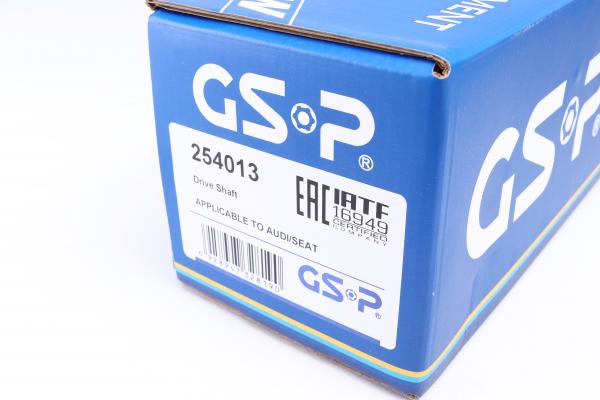 GSP®
254013
Drive Shaft
APPLICABLE TO AUDI/SEAT
EAC
IATF
16949
CERTIFIED
COMPANY
GSP®
GSP